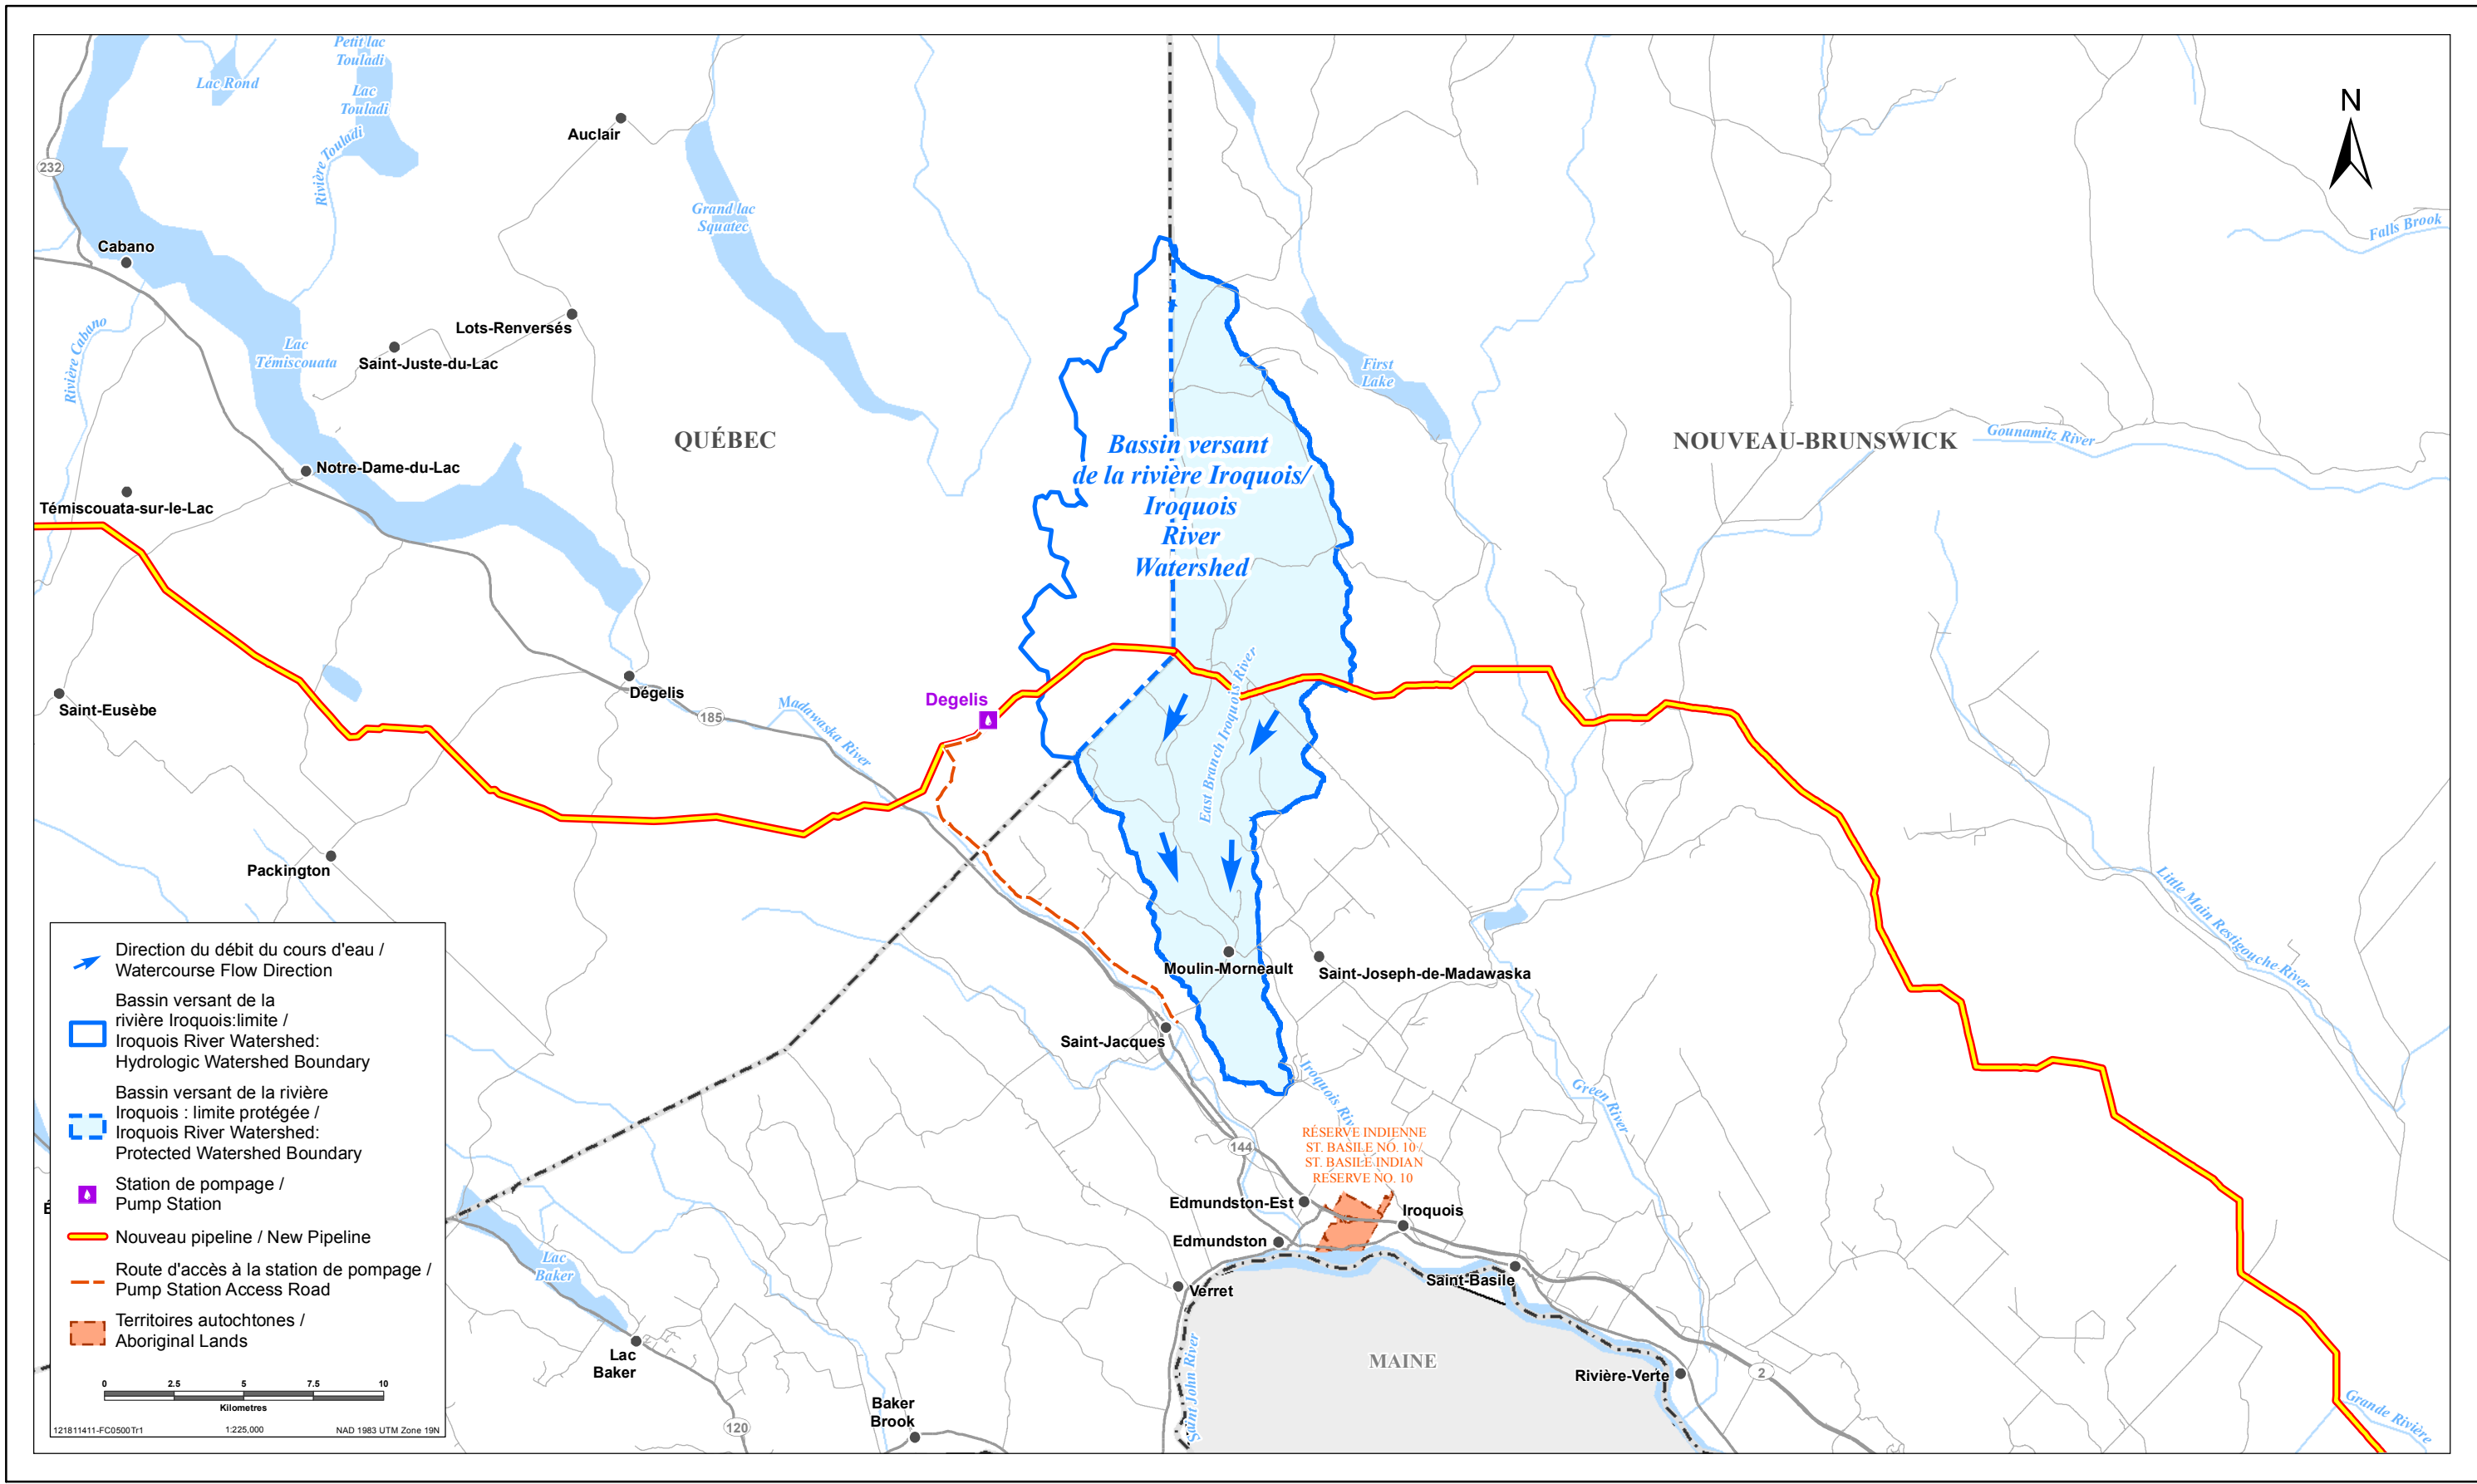 Petit lac
Touladi
Lac Rond
Lac
Touladi
Rivière Touladi
Auclair
N
232
Grand lac
Squatec
Falls Brook
Cabano
Rivière Cabano
Lots-Renversés
Lac
Témiscouata
Saint-Juste-du-Lac
First
Lake
QUÉBEC
NOUVEAU-BRUNSWICK
Gounamitz River
Bassin versant
de la rivière Iroquois/
Iroquois
River
Watershed
Notre-Dame-du-Lac
Témiscouata-sur-le-Lac
Dégelis
Saint-Eusèbe
185
Madawaska River
Degelis
East Branch Iroquois River
Packington
Little Main Restigouche River
Moulin-Morneault
Saint-Joseph-de-Madawaska
Saint-Jacques
Iroquois Riv
Green River
144
RÉSERVE INDIENNE
ST. BASILE NO. 10 /
ST. BASILE INDIAN
RESERVE NO. 10
Edmundston-Est
Iroquois
Edmundston
Saint-Basile
Verret
Lac
Baker
Saint John River
MAINE
Rivière-Verte
2
Lac
Baker
Baker
Brook
120
Grande Rivière
É
Direction du débit du cours d'eau /
Watercourse Flow Direction
Bassin versant de la
rivière Iroquois:limite /
Iroquois River Watershed:
Hydrologic Watershed Boundary
Bassin versant de la rivière
Iroquois : limite protégée /
Iroquois River Watershed:
Protected Watershed Boundary
Station de pompage /
Pump Station
Nouveau pipeline / New Pipeline
Route d'accès à la station de pompage /
Pump Station Access Road
Territoires autochtones /
Aboriginal Lands
0 2.5 5 7.5 10
Kilometres
121811411-FC0500Tr1 1:225,000 NAD 1983 UTM Zone 19N